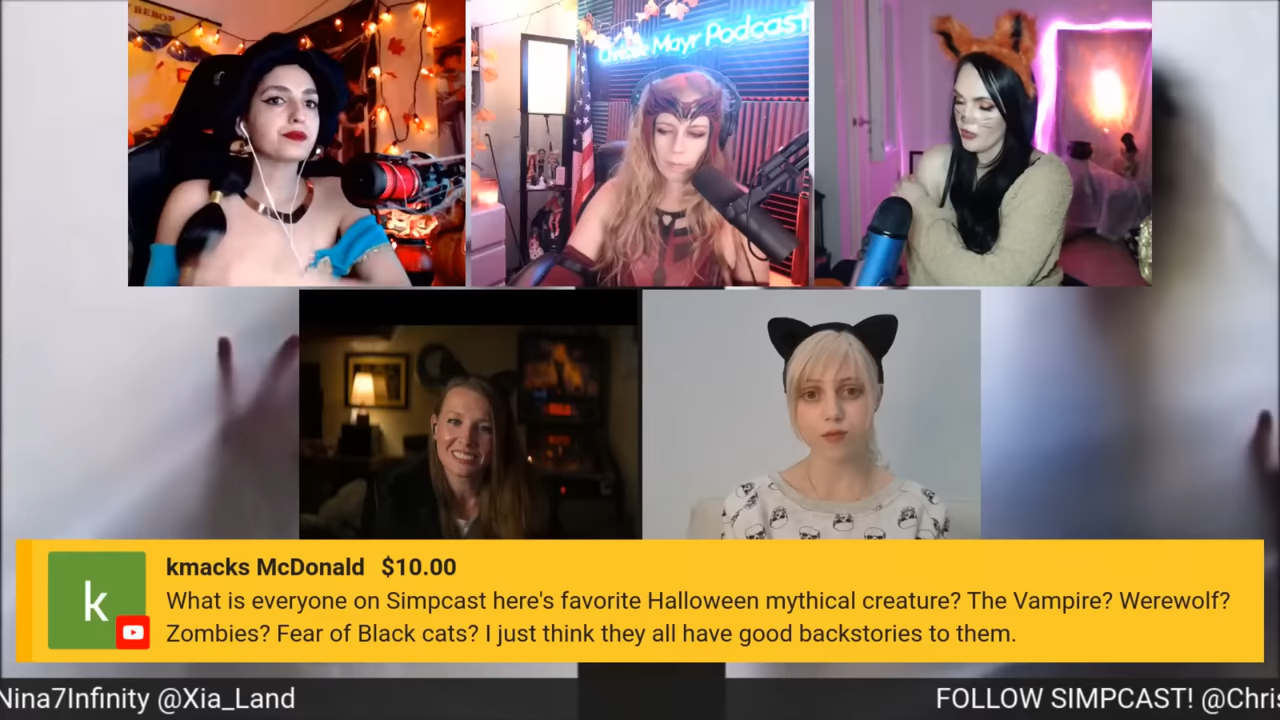 BEBOP
Chrissie Mayr Podcast
k
kmacks McDonald $10.00
What is everyone on Simpcast here's favorite Halloween mythical creature? The Vampire? Werewolf?
Zombies? Fear of Black cats? I just think they all have good backstories to them.
Nina7Infinity @Xia_Land
FOLLOW SIMPCAST! @Chris